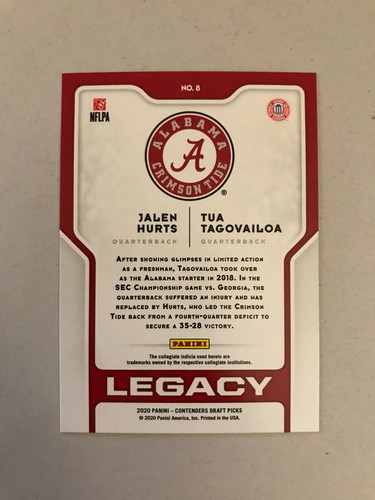 NO. 8
NFLPA
ALABAMA
A
CRIMSON TIDE
®
JALEN HURTS
QUARTERBACK
TUA TAGOVAILOA
QUARTERBACK
AFTER SHOWING GLIMPSES IN LIMITED ACTION
AS A FRESHMAN, TAGOVAILOA TOOK OVER
AS THE ALABAMA STARTER IN 2018. IN THE
SEC CHAMPIONSHIP GAME VS. GEORGIA, THE
QUARTERBACK SUFFERED AN INJURY AND WAS
REPLACED BY HURTS, WHO LED THE CRIMSON
TIDE BACK FROM A FOURTH-QUARTER DEFICIT TO
SECURE A 35-28 VICTORY.
PANINI
The collegiate indicia used herein are
trademarks owned by the respective collegiate institutions.
LEGACY
2020 PANINI – CONTENDERS DRAFT PICKS
© 2020 Panini America, Inc. Printed in the USA.